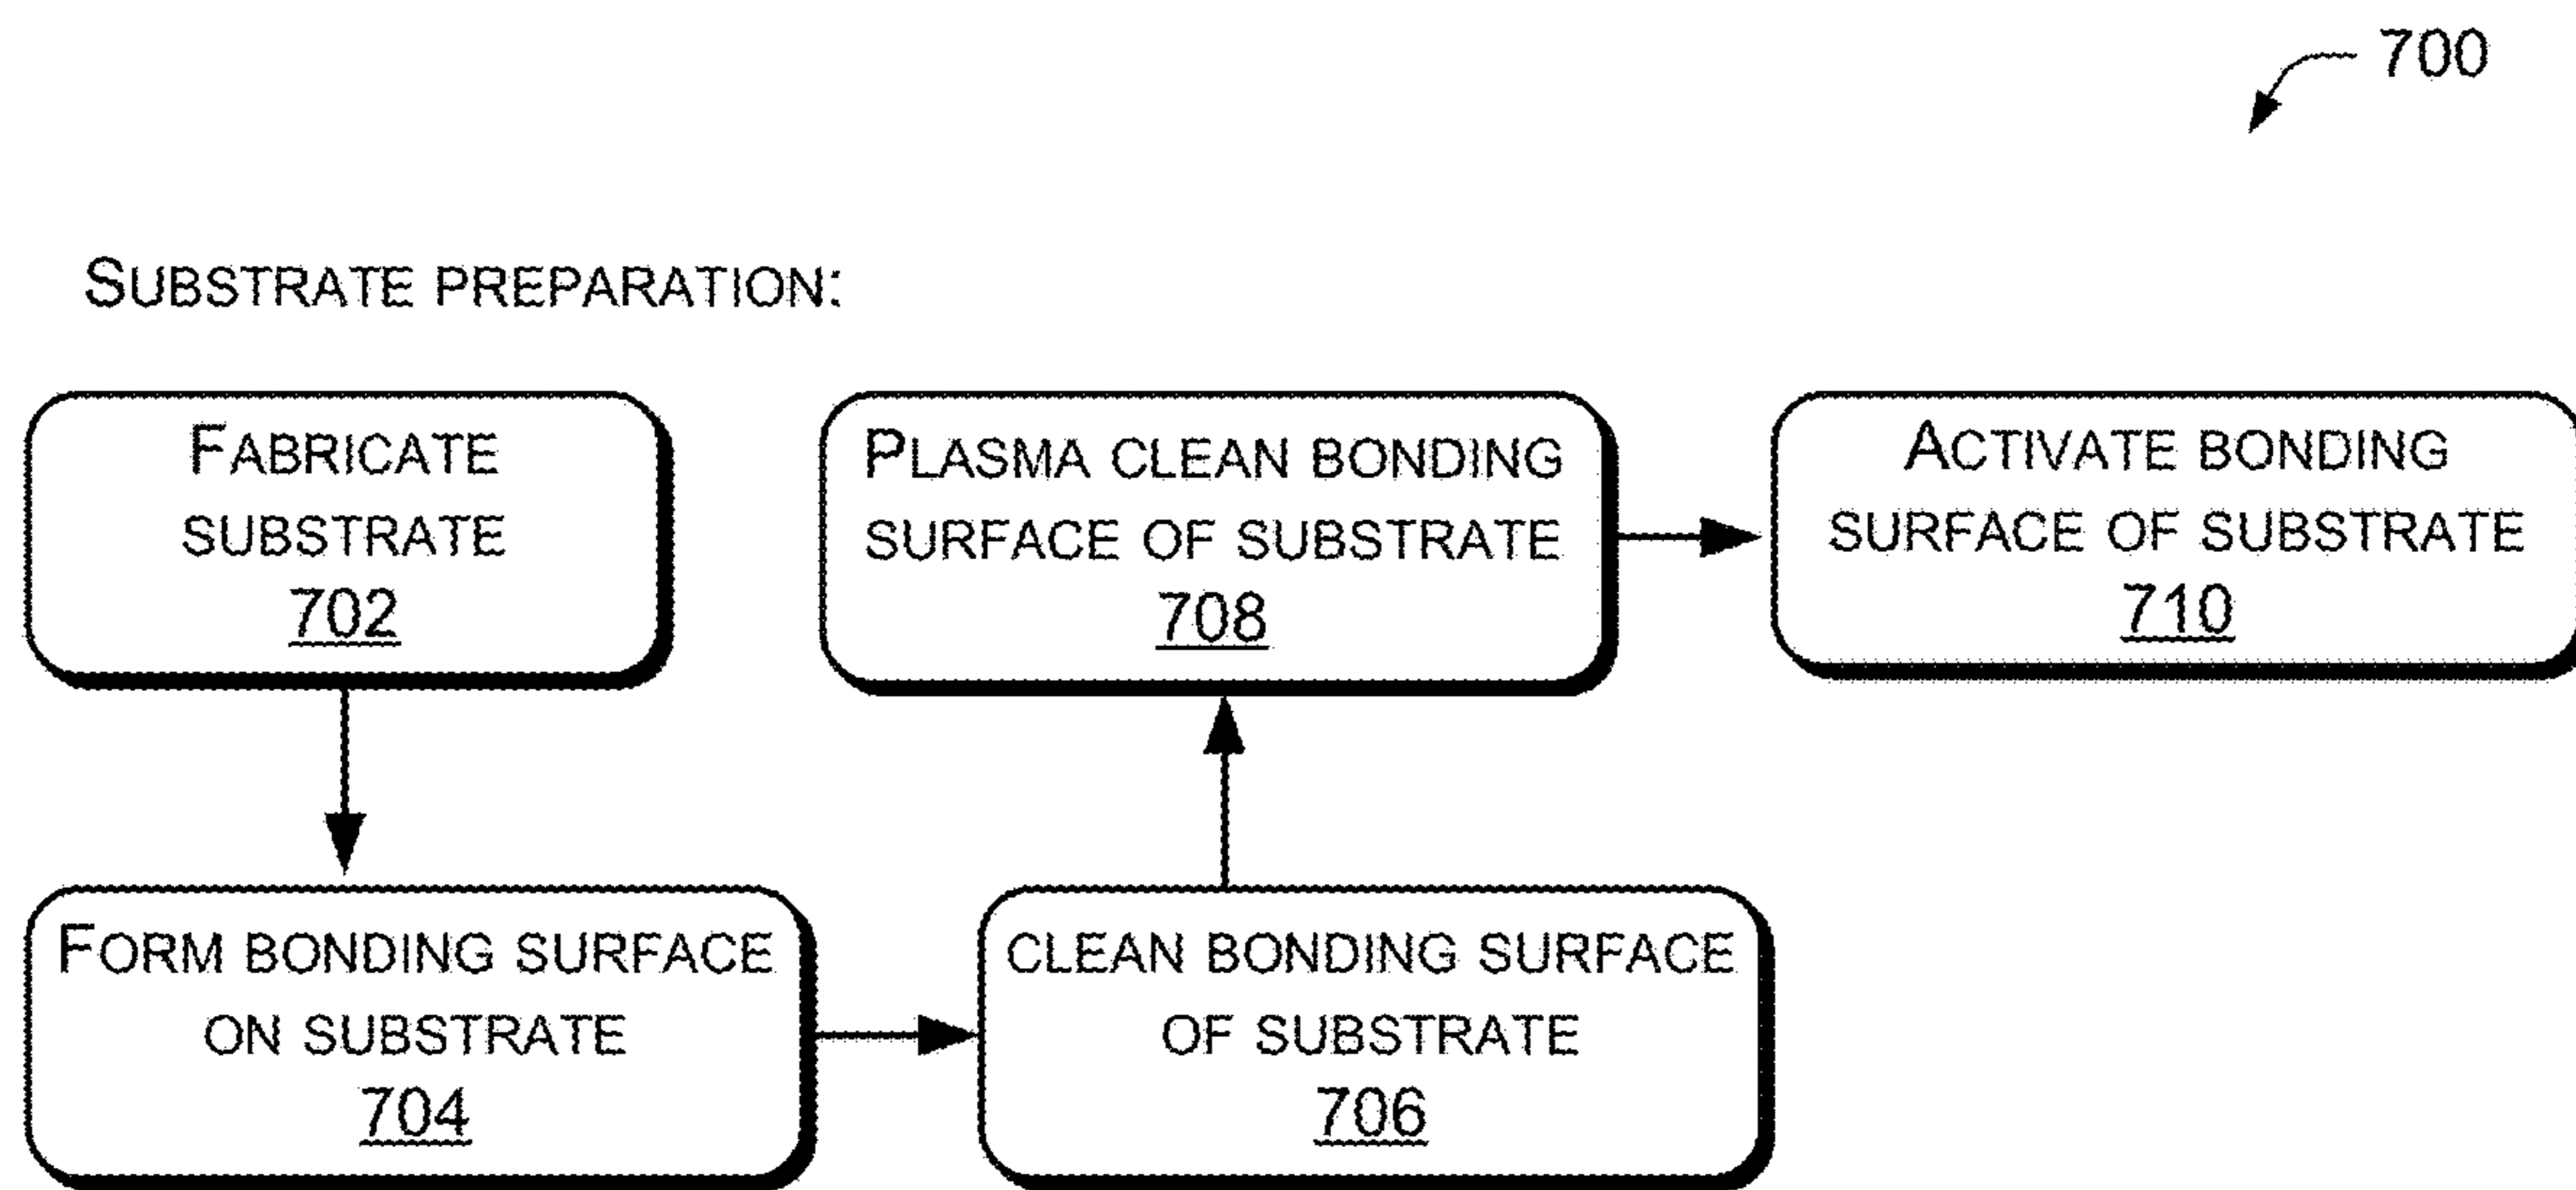 700
SUBSTRATE PREPARATION:
FABRICATE
SUBSTRATE
702
FORM BONDING SURFACE
ON SUBSTRATE
704
CLEAN BONDING SURFACE
OF SUBSTRATE
706
PLASMA CLEAN BONDING
SURFACE OF SUBSTRATE
708
ACTIVATE BONDING
SURFACE OF SUBSTRATE
710